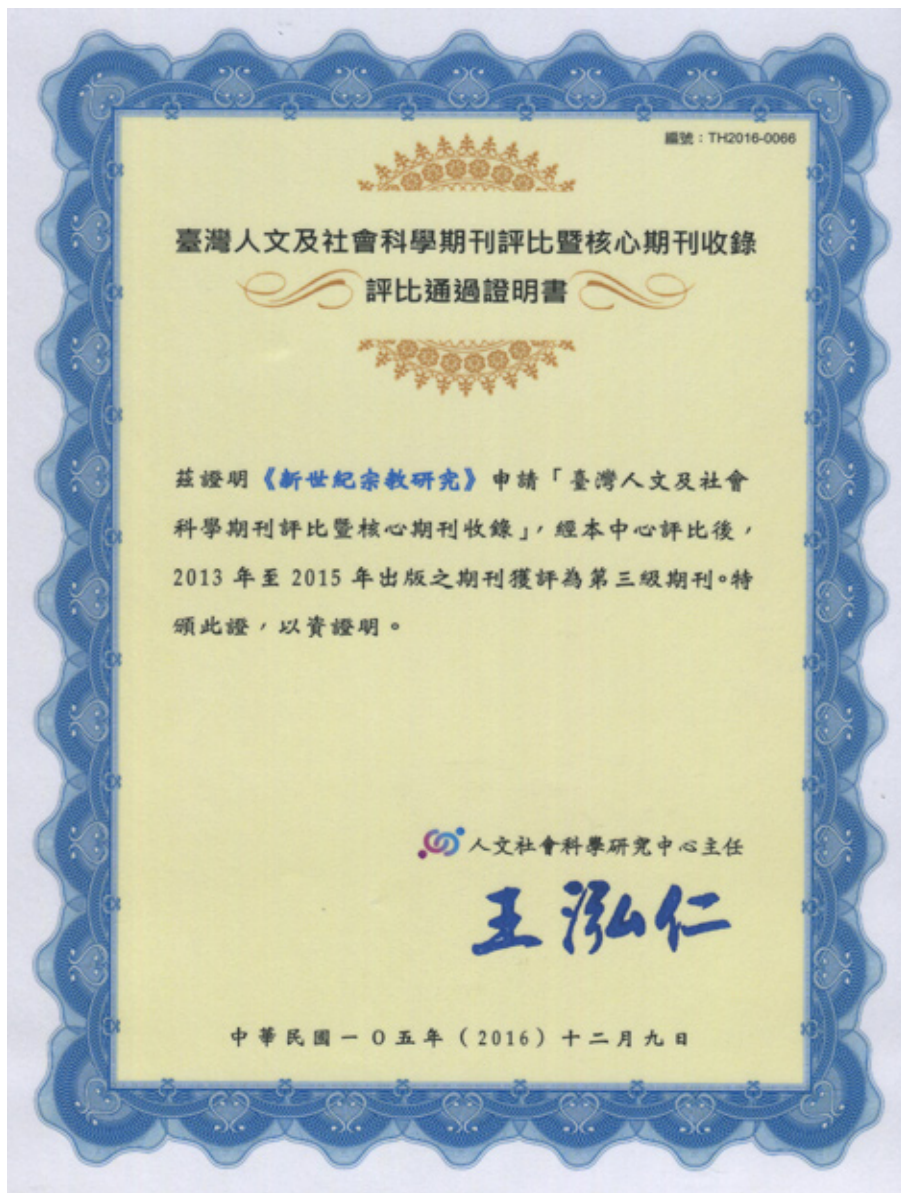 編號：TH2016-0066
臺灣人文及社會科學期刊評比暨核心期刊收錄
評比通過證明書
茲證明《新世紀宗教研究》申請「臺灣人文及社會
科學期刊評比暨核心期刊收錄」，經本中心評比後，
2013 年至 2015 年出版之期刊獲評為第三級期刊。特
頒此證，以資證明。
人文社會科學研究中心主任
王泓仁
中華民國一０五年（2016）十二月九日